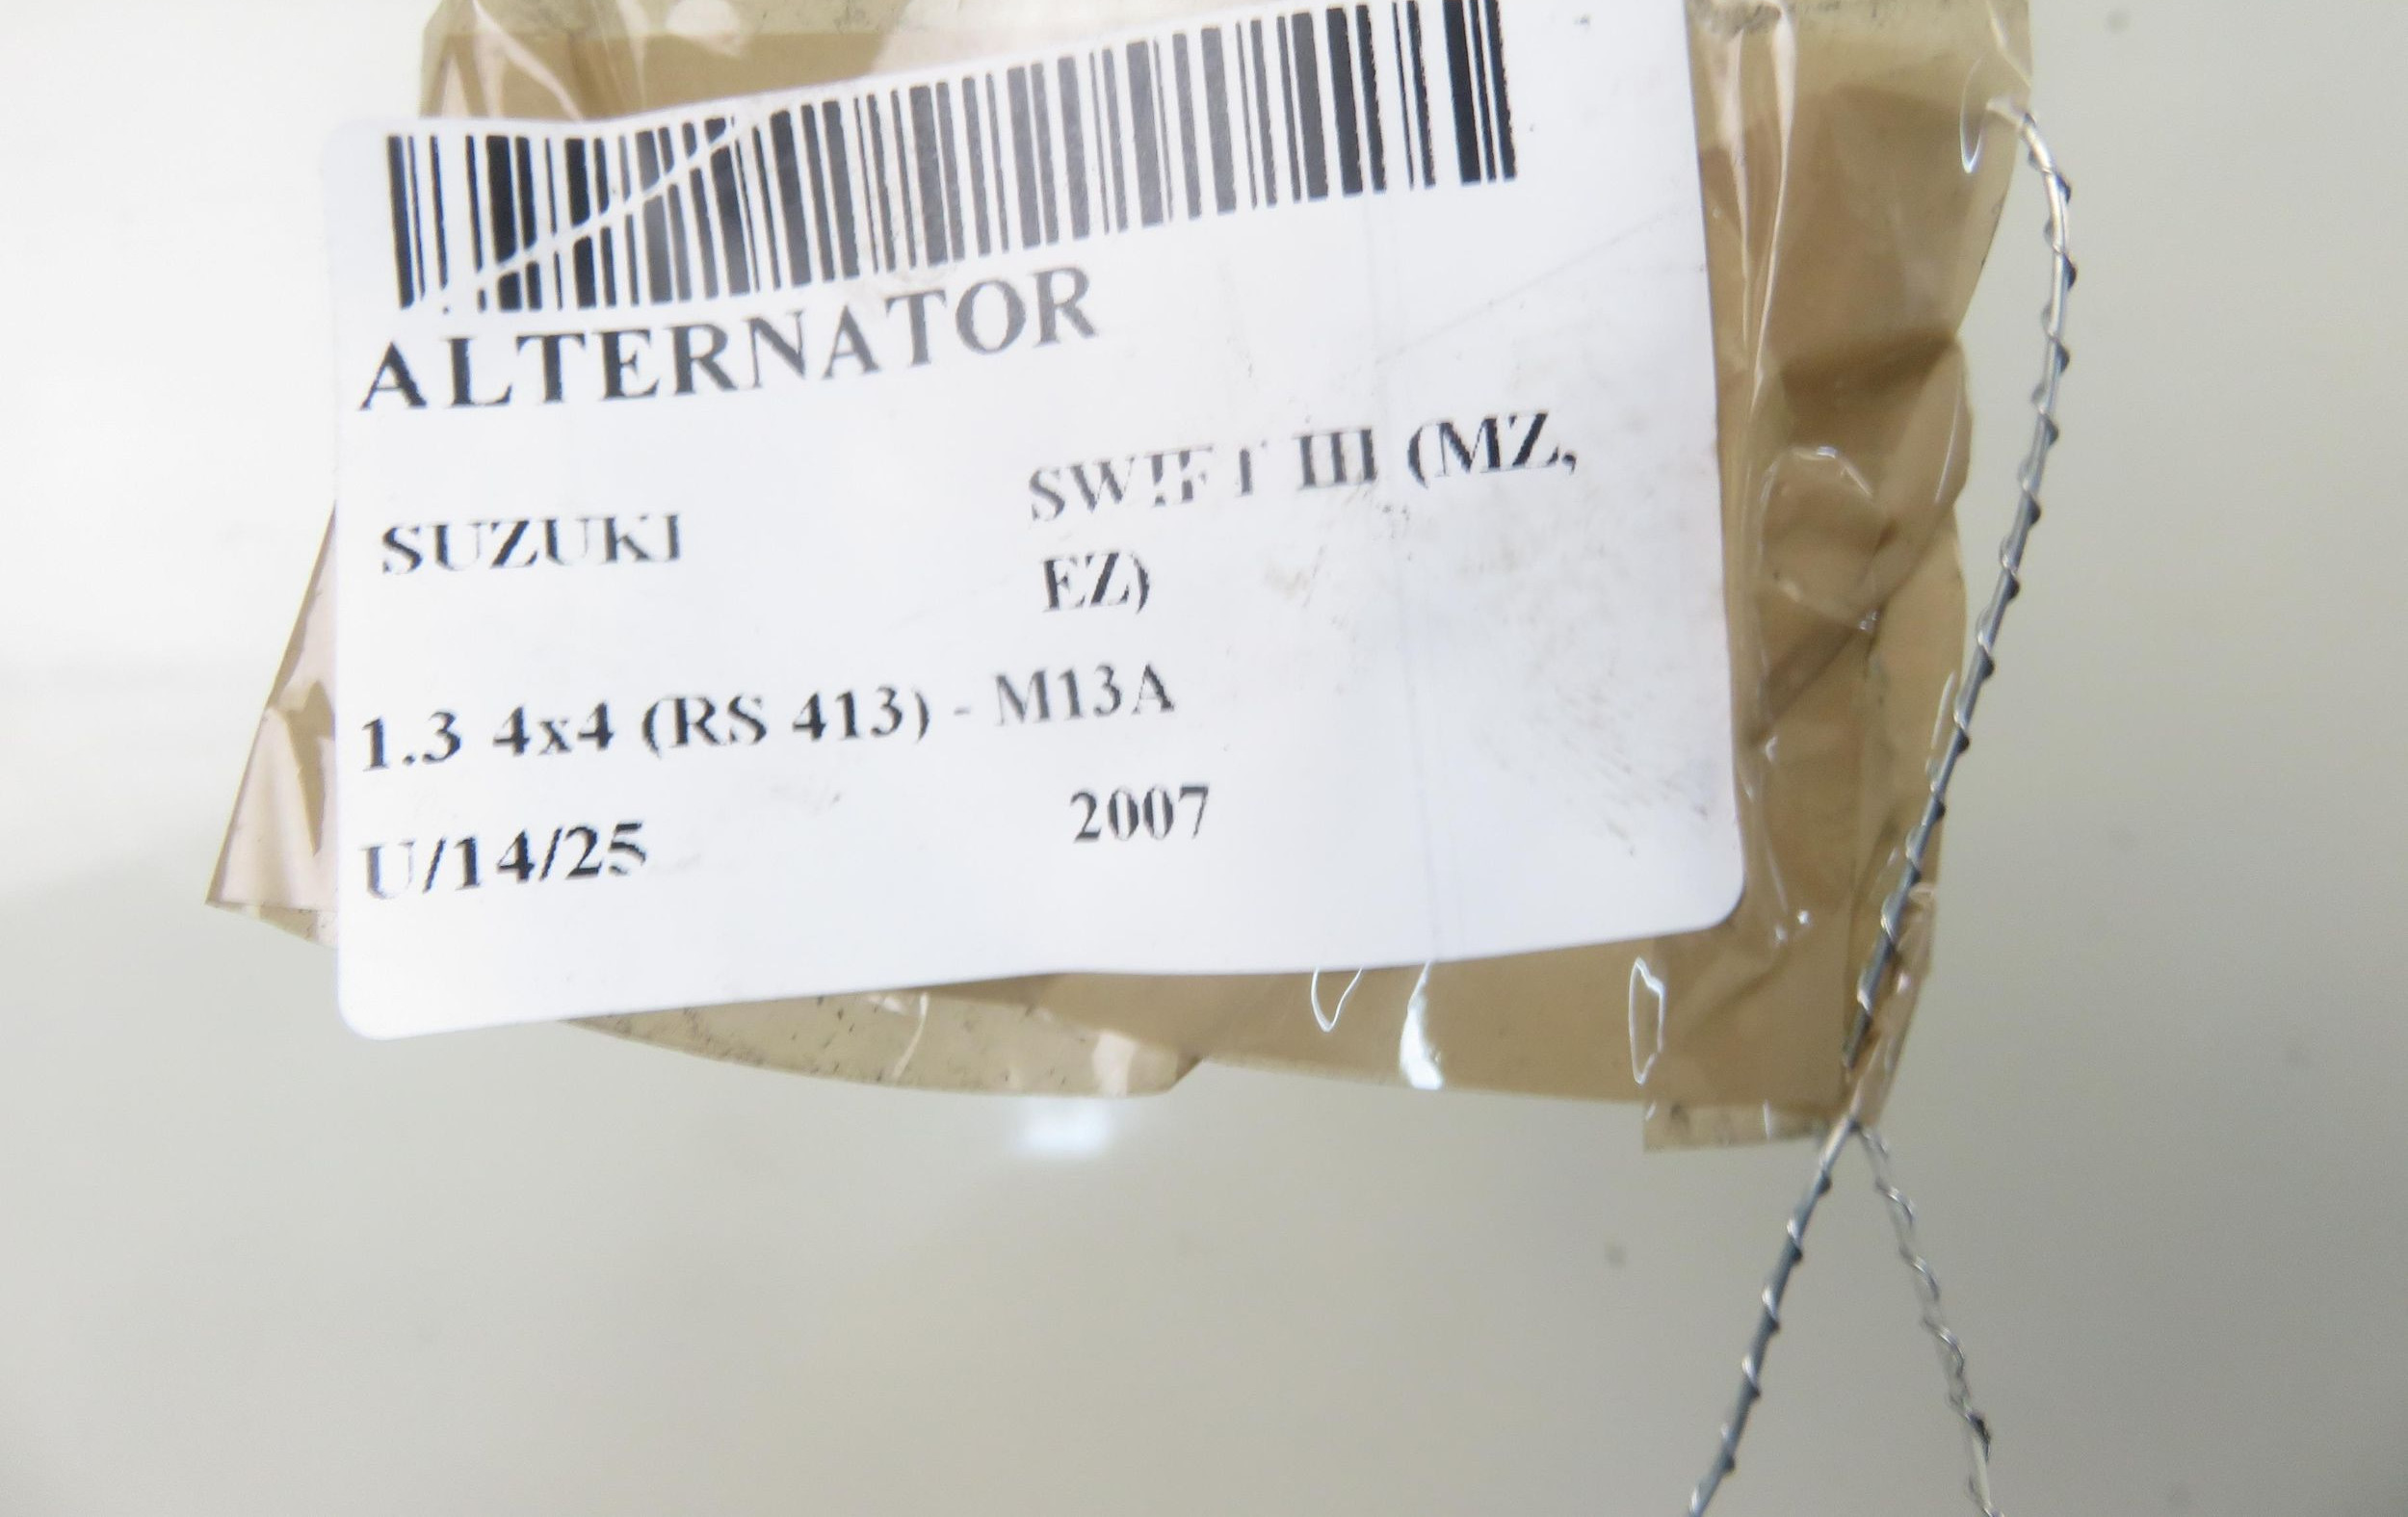 ALTERNATOR
SUZUKI SWIFT III (MZ,
EZ)
1.3 4x4 (RS 413) - M13A
U/14/25 2007